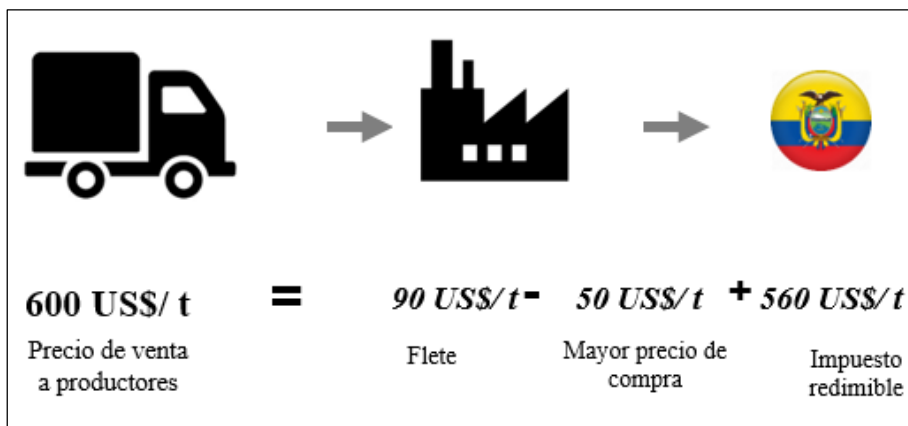 600 US$/ t = 90 US$/ t - 50 US$/ t + 560 US$/ t
Precio de venta
a productores
Flete
Mayor precio de
compra
Impuesto
redimible